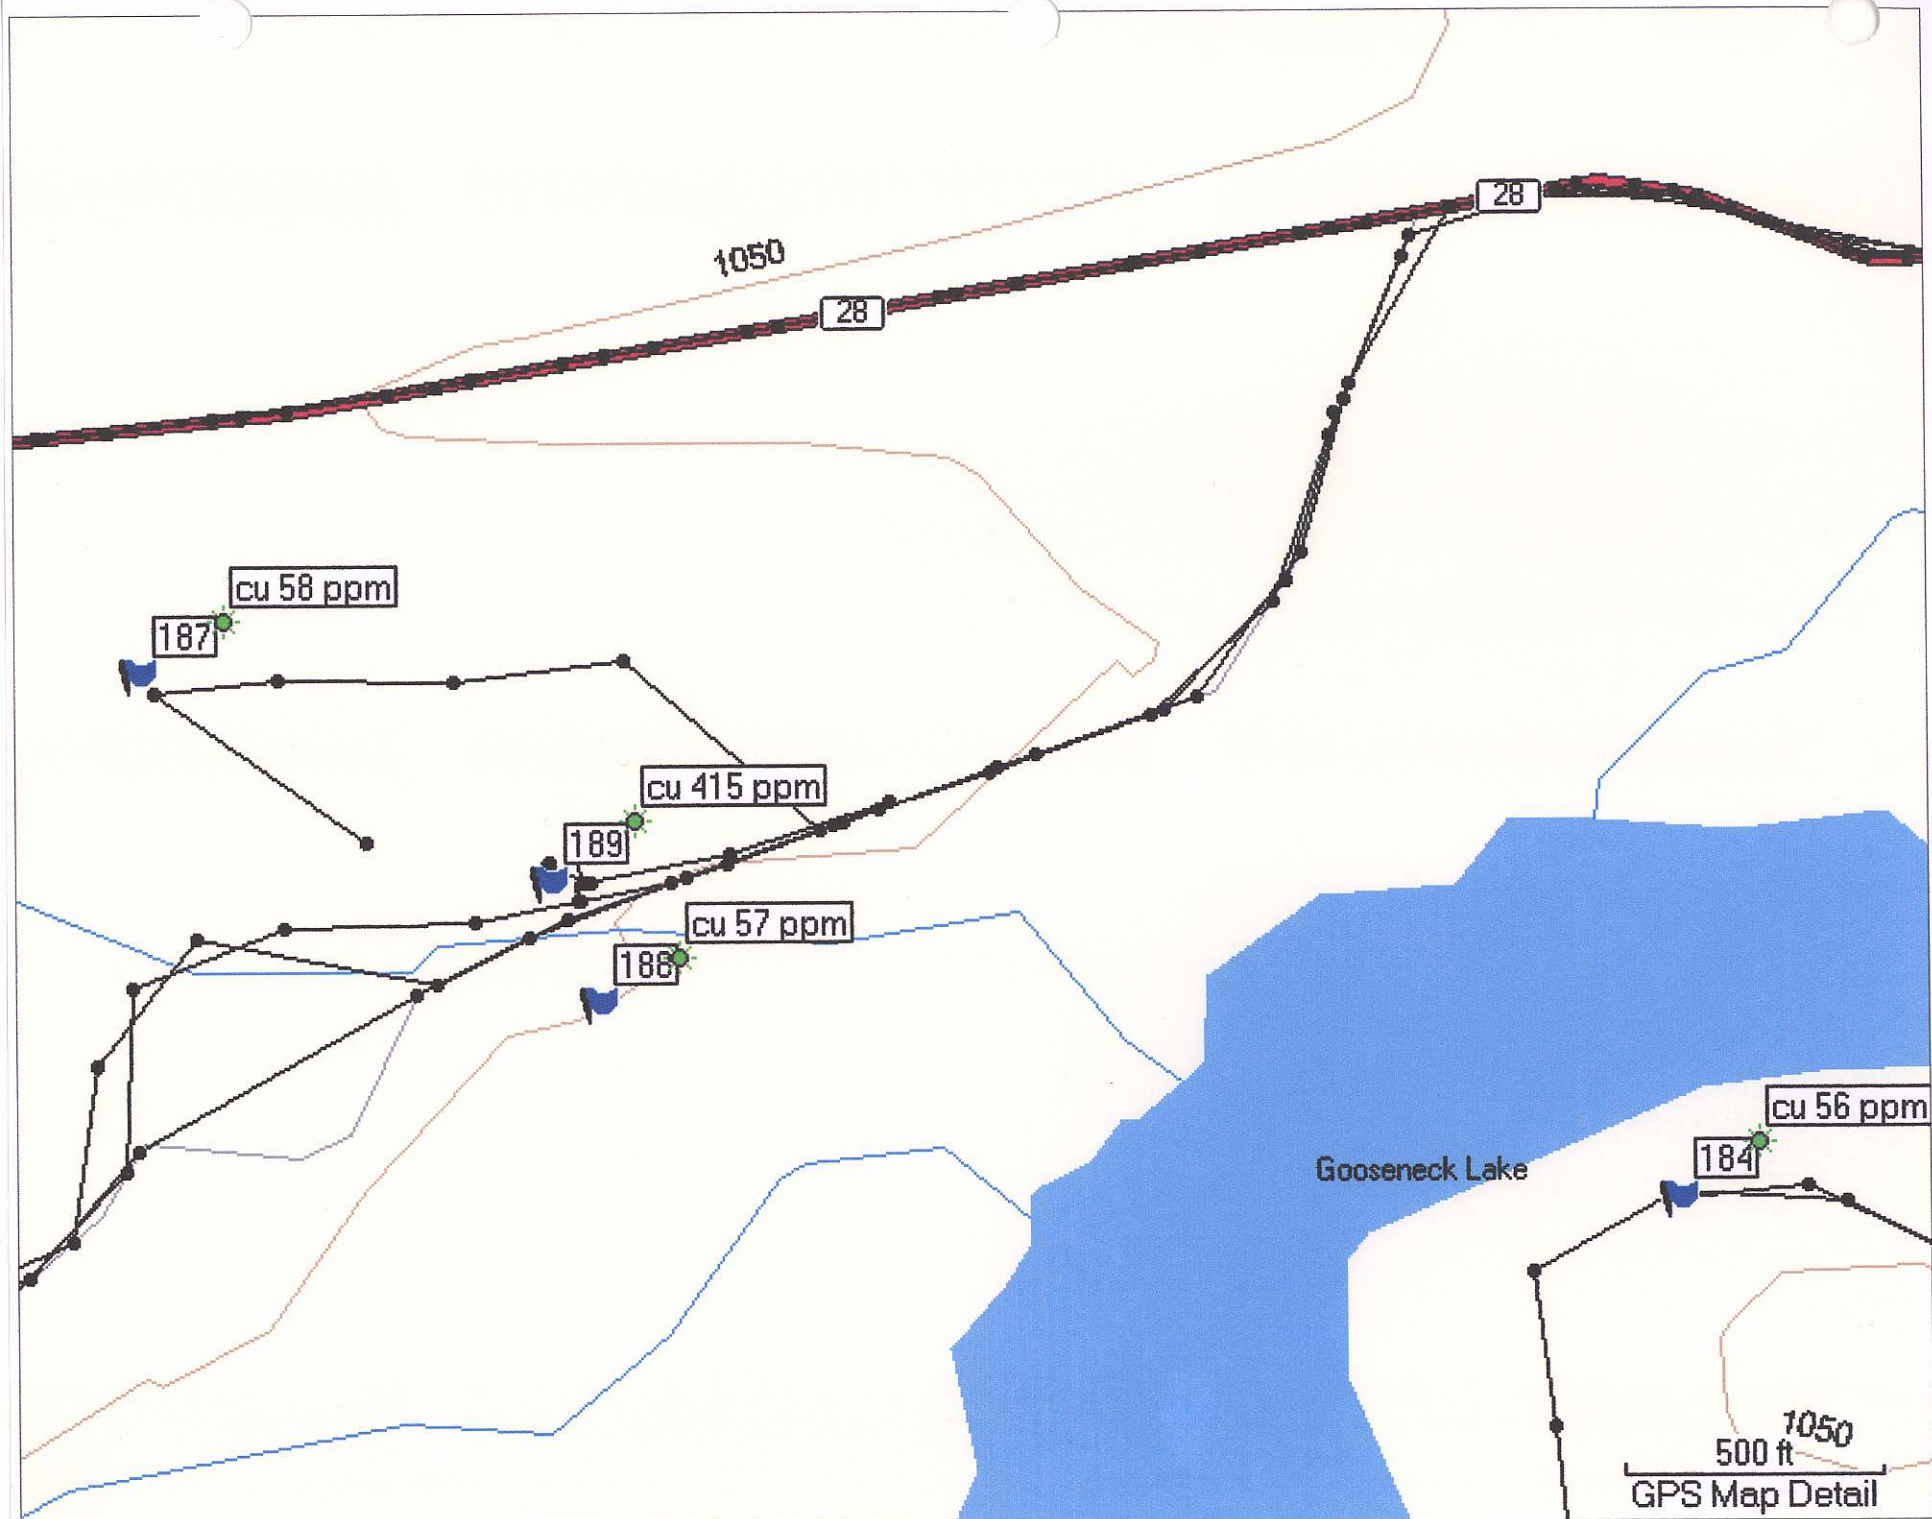 28
1050
28
cu 58 ppm
187
cu 415 ppm
189
cu 57 ppm
188
cu 56 ppm
184
Gooseneck Lake
1050
500 ft
GPS Map Detail